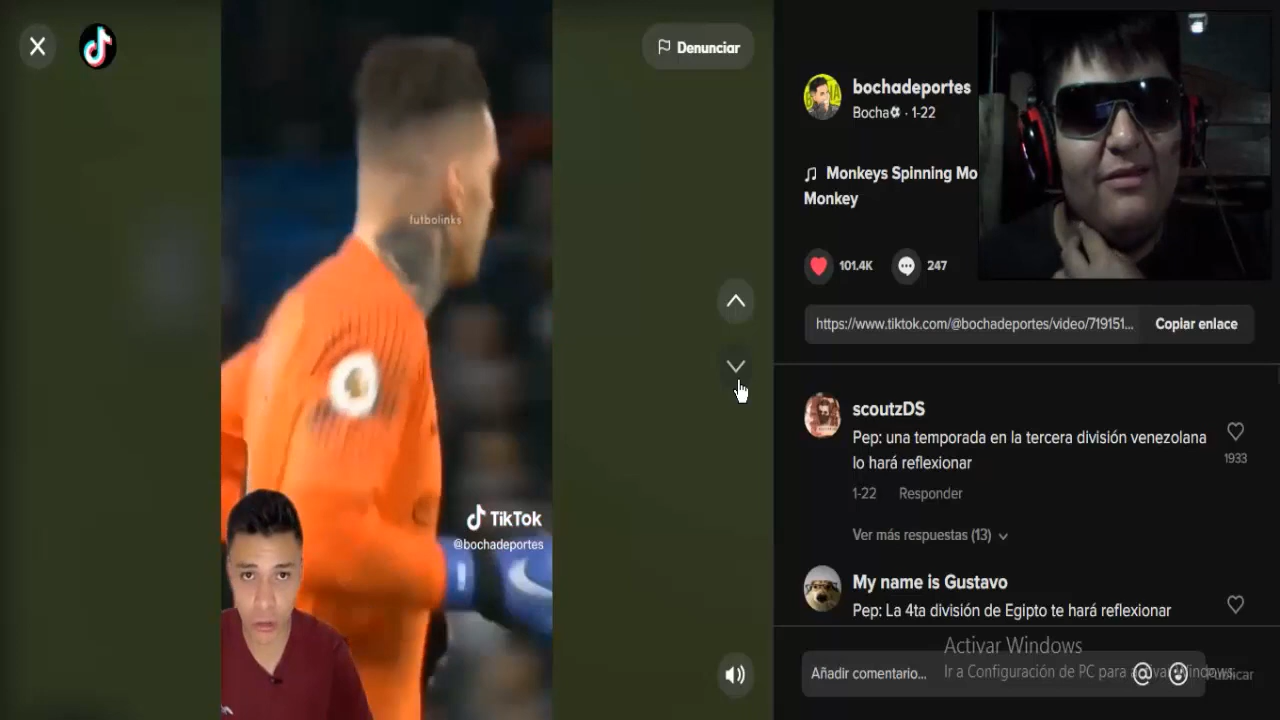 Denunciar
futbolinks
TikTok
@bochadeportes
bochadeportes
Bocha · 1-22
Monkeys Spinning Mo
Monkey
101.4K
247
https://www.tiktok.com/@bochadeportes/video/719151...
Copiar enlace
scoutzDS
Pep: una temporada en la tercera división venezolana
lo hará reflexionar
1933
1-22 Responder
Ver más respuestas (13)
My name is Gustavo
Pep: La 4ta división de Egipto te hará reflexionar
Activar Windows
Ir a Configuración de PC para activar Windows.
Añadir comentario...
Publicar